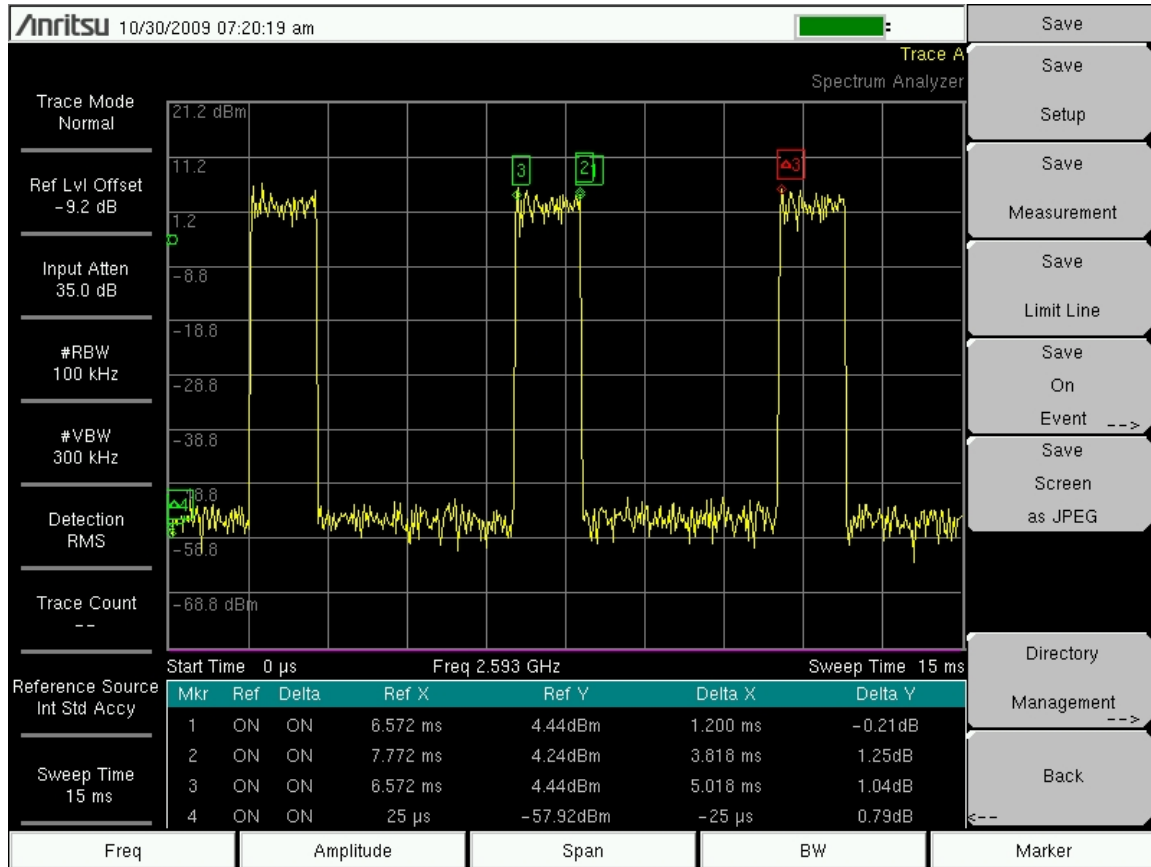 Anritsu 10/30/2009 07:20:19 am
Trace A
Spectrum Analyzer
Trace Mode
Normal
Ref Lvl Offset
-9.2 dB
Input Atten
35.0 dB
#RBW
100 kHz
#VBW
300 kHz
Detection
RMS
Trace Count
--
Reference Source
Int Std Accy
Sweep Time
15 ms
21.2 dBm
11.2
1.2
-8.8
-18.8
-28.8
-38.8
-56.8
-68.8 dBm
3
2
1
Δ3
Δ4
Start Time 0 µs Freq 2.593 GHz Sweep Time 15 ms
Mkr Ref Delta Ref X Ref Y Delta X Delta Y
1 ON ON 6.572 ms 4.44dBm 1.200 ms -0.21dB
2 ON ON 7.772 ms 4.24dBm 3.818 ms 1.25dB
3 ON ON 6.572 ms 4.44dBm 5.018 ms 1.04dB
4 ON ON 25 µs -57.92dBm -25 µs 0.79dB
Save
Save
Setup
Save
Measurement
Save
Limit Line
Save
On
Event -->
Save
Screen
as JPEG
Directory
Management -->
Back
<--
Freq Amplitude Span BW Marker